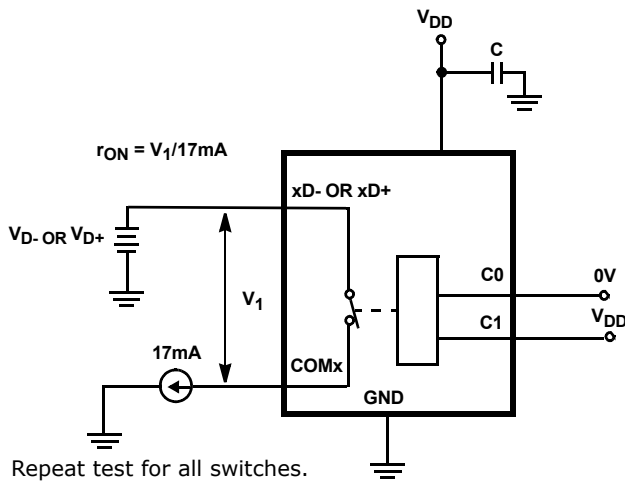 VDD
C
rON = V1/17mA
xD- OR xD+
VD- OR VD+
V1
C0
0V
VDD
C1
17mA
COMx
GND
Repeat test for all switches.